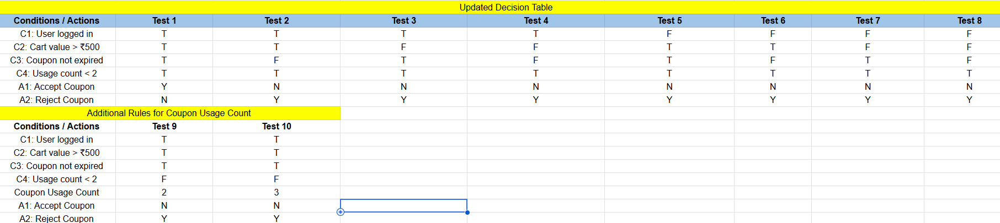 Updated Decision Table
Conditions / Actions Test 1 Test 2 Test 3 Test 4 Test 5 Test 6 Test 7 Test 8
C1: User logged in T T T T F F F F
C2: Cart value > ₹500 T T F F T T F F
C3: Coupon not expired T F T F T F T F
C4: Usage count < 2 T T T T T T T T
A1: Accept Coupon Y N N N N N N N
A2: Reject Coupon N Y Y Y Y Y Y Y
Additional Rules for Coupon Usage Count
Conditions / Actions Test 9 Test 10
C1: User logged in T T
C2: Cart value > ₹500 T T
C3: Coupon not expired T T
C4: Usage count < 2 F F
Coupon Usage Count 2 3
A1: Accept Coupon N N
A2: Reject Coupon Y Y